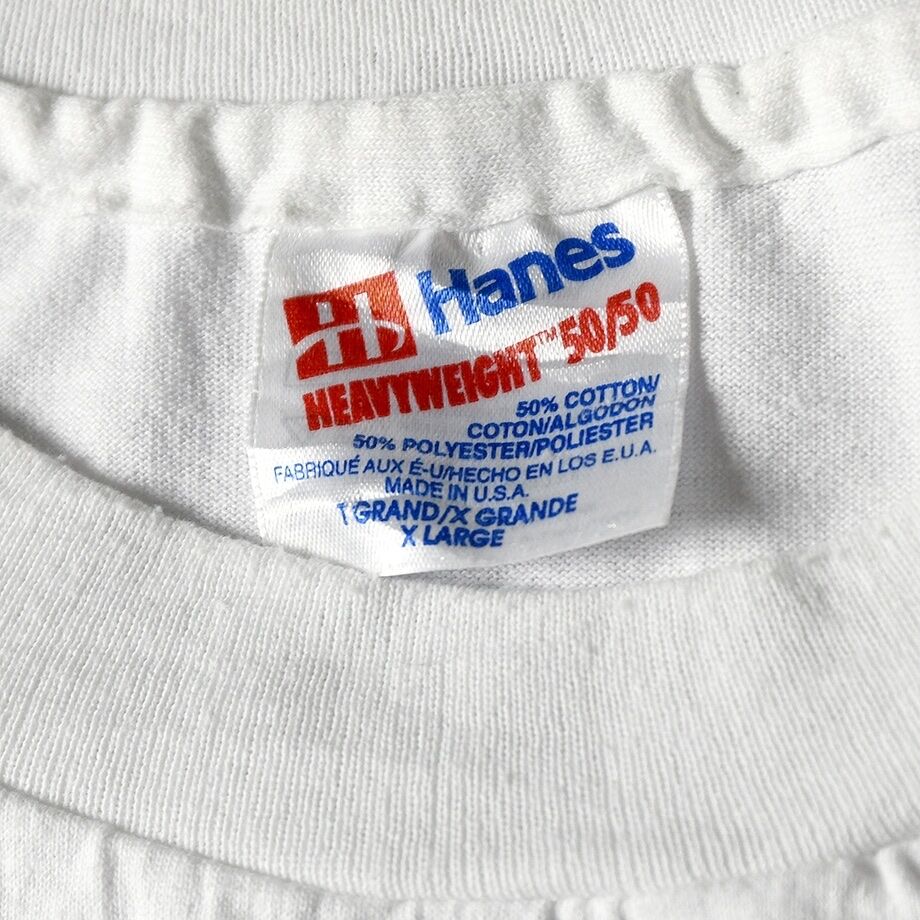 H Hanes
HEAVYWEIGHT™ 50/50
50% COTTON/
COTON/ALGODON
50% POLYESTER/POLIESTER
FABRIQUÉ AUX É-U/HECHO EN LOS E.U.A.
MADE IN U.S.A.
T GRAND/X GRANDE
X LARGE